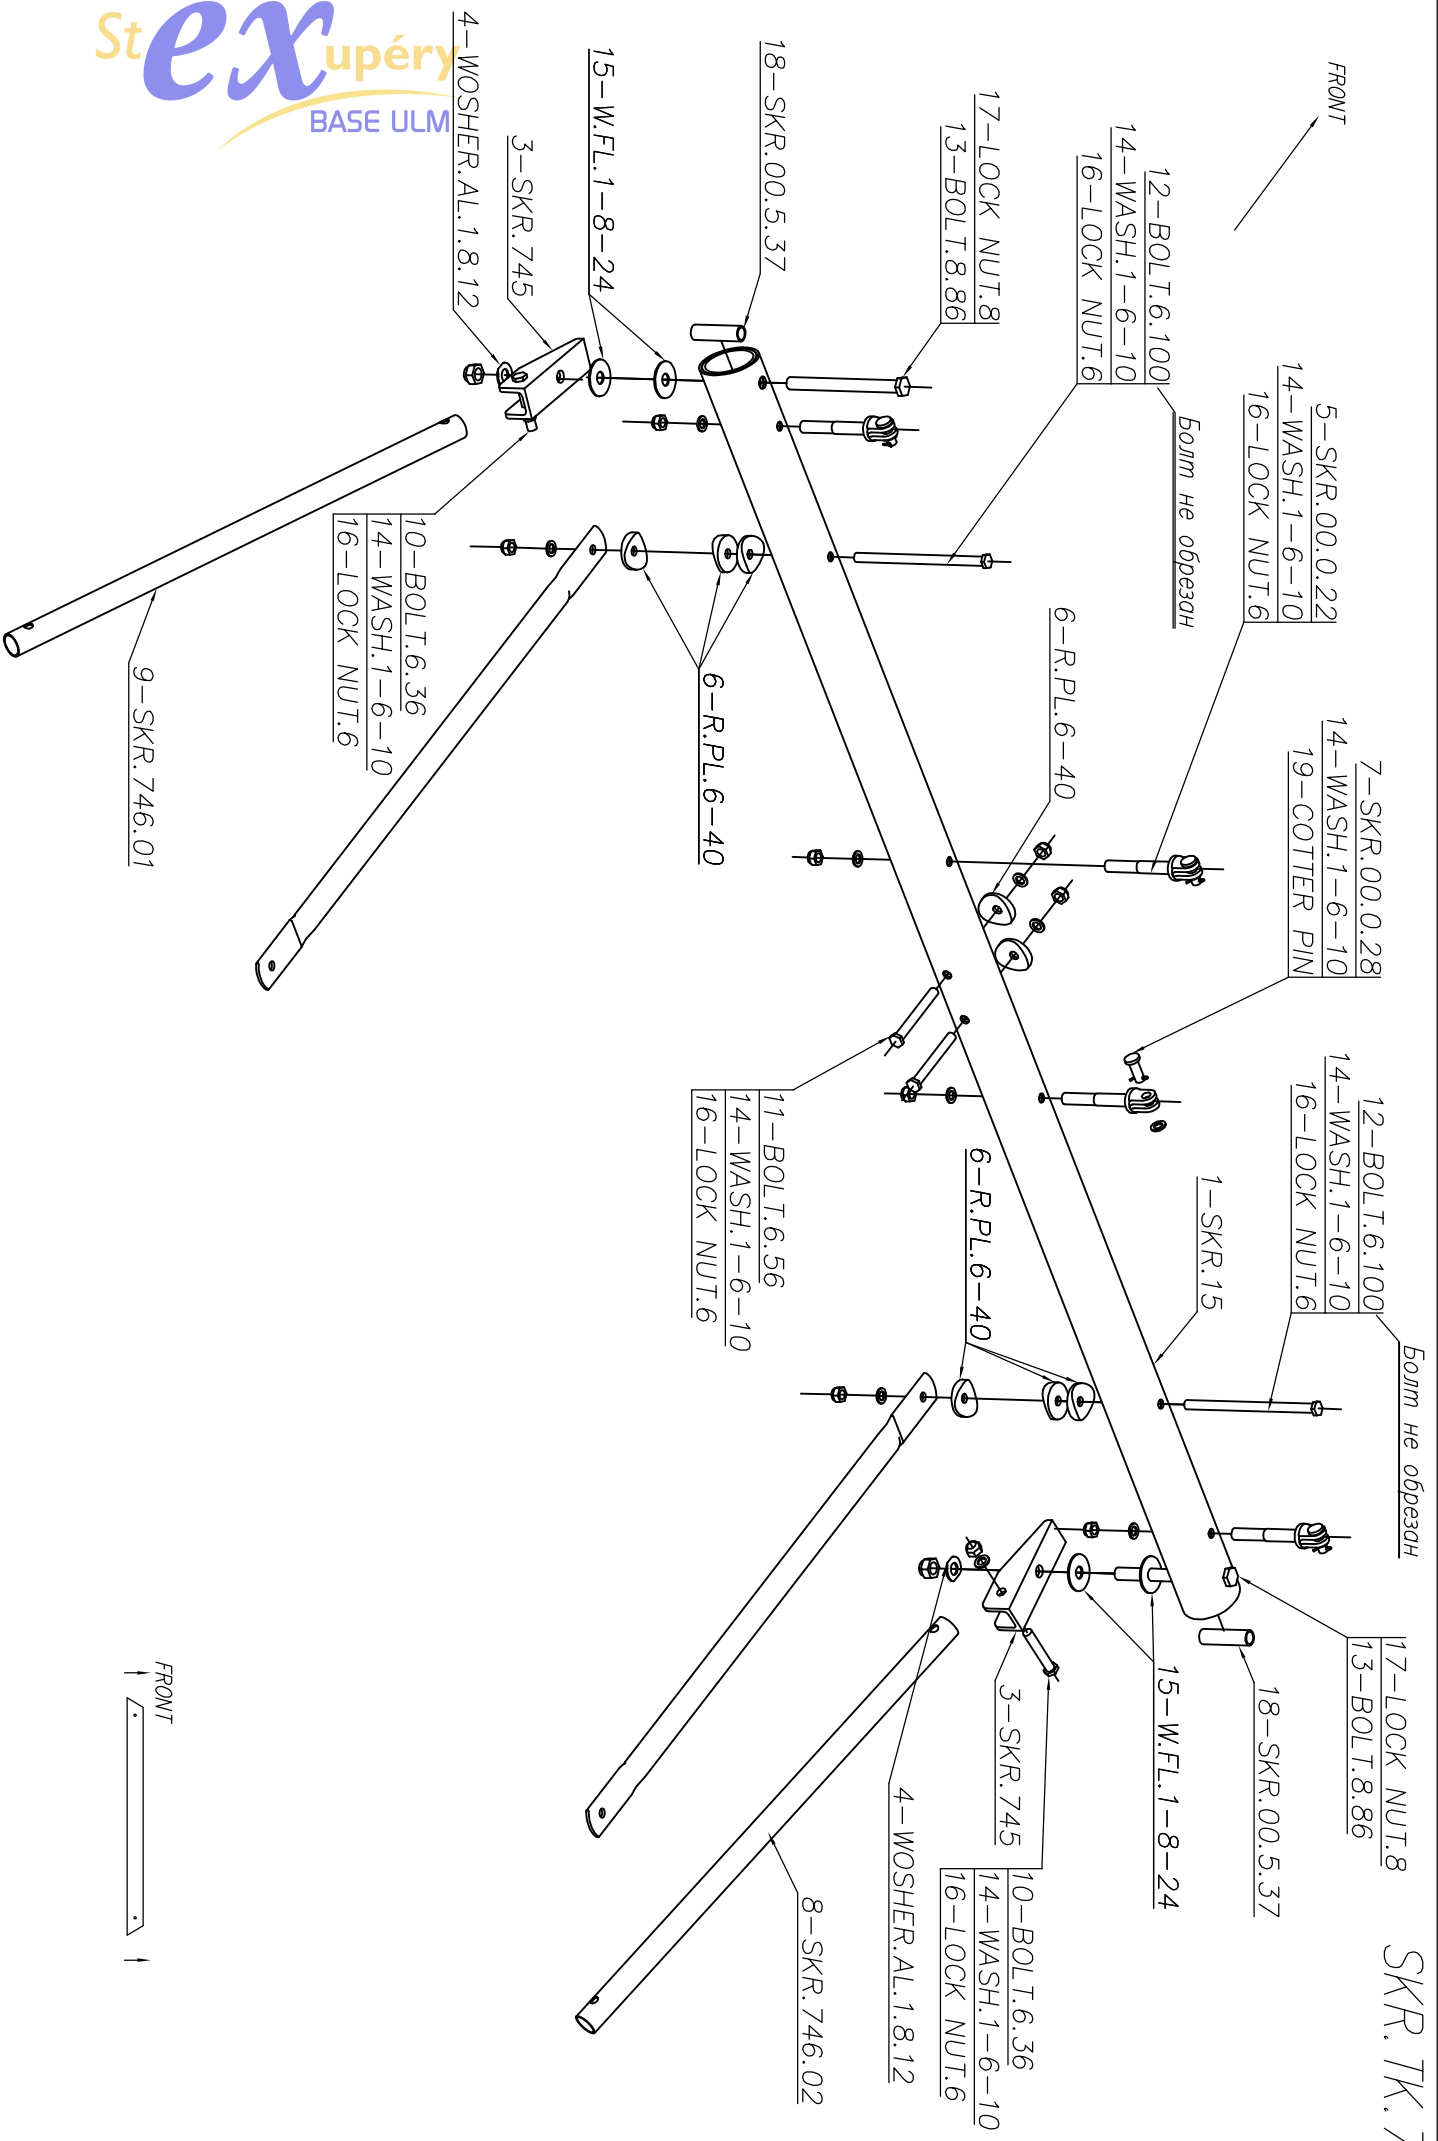 St ex upéry
BASE ULM
FRONT
18-SKR.00.5.37
17-LOCK NUT.8
13-BOLT.8.86
12-BOLT.6.100
14-WASH.1-6-10
16-LOCK NUT.6
Болт не обрезан
5-SKR.00.0.22
14-WASH.1-6-10
16-LOCK NUT.6
6-R.PL.6-40
7-SKR.00.0.28
14-WASH.1-6-10
19-COTTER PIN
12-BOLT.6.100
14-WASH.1-6-10
16-LOCK NUT.6
Болт не обрезан
1-SKR.15
17-LOCK NUT.8
13-BOLT.8.86
18-SKR.00.5.37
15-W.FL.1-8-24
4-WOSHER.AL.1.8.12
3-SKR.745
15-W.FL.1-8-24
10-BOLT.6.36
14-WASH.1-6-10
16-LOCK NUT.6
9-SKR.746.01
6-R.PL.6-40
11-BOLT.6.56
14-WASH.1-6-10
16-LOCK NUT.6
6-R.PL.6-40
3-SKR.745
10-BOLT.6.36
14-WASH.1-6-10
16-LOCK NUT.6
4-WOSHER.AL.1.8.12
8-SKR.746.02
FRONT
SKR.TK.